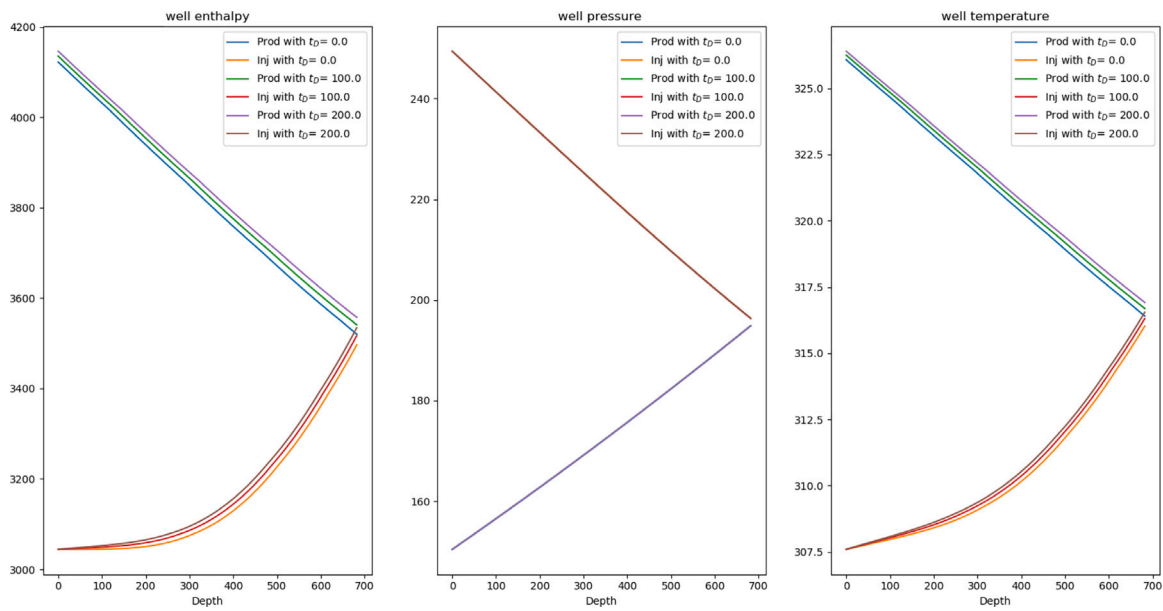 well enthalpy
4200
4000
3800
3600
3400
3200
3000
Prod with t_D= 0.0
Inj with t_D= 0.0
Prod with t_D= 100.0
Inj with t_D= 100.0
Prod with t_D= 200.0
Inj with t_D= 200.0
0 100 200 300 400 500 600 700
Depth
well pressure
240
220
200
180
160
Prod with t_D= 0.0
Inj with t_D= 0.0
Prod with t_D= 100.0
Inj with t_D= 100.0
Prod with t_D= 200.0
Inj with t_D= 200.0
0 100 200 300 400 500 600 700
Depth
well temperature
325.0
322.5
320.0
317.5
315.0
312.5
310.0
307.5
Prod with t_D= 0.0
Inj with t_D= 0.0
Prod with t_D= 100.0
Inj with t_D= 100.0
Prod with t_D= 200.0
Inj with t_D= 200.0
0 100 200 300 400 500 600 700
Depth